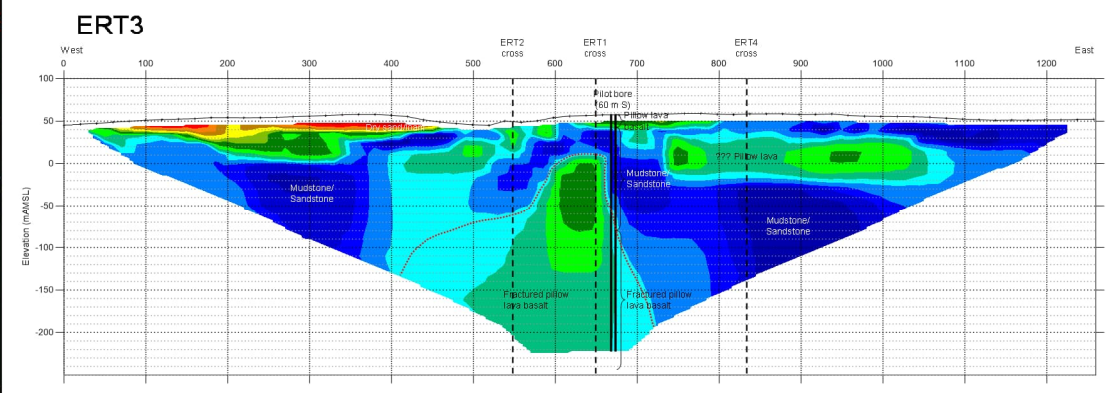 ERT3
West
ERT2
cross
ERT1
cross
ERT4
cross
East
0
100
200
300
400
500
600
700
800
900
1000
1100
1200
100
50
0
-50
-100
-150
-200
Elevation (mAMSL)
Pilot bore
(60 m S)
Pillow lava
basalt
??? Pillow lava
Mudstone/
Sandstone
Mudstone/
Sandstone
Mudstone/
Sandstone
Fractured pillow
lava basalt
Fractured pillow
lava basalt